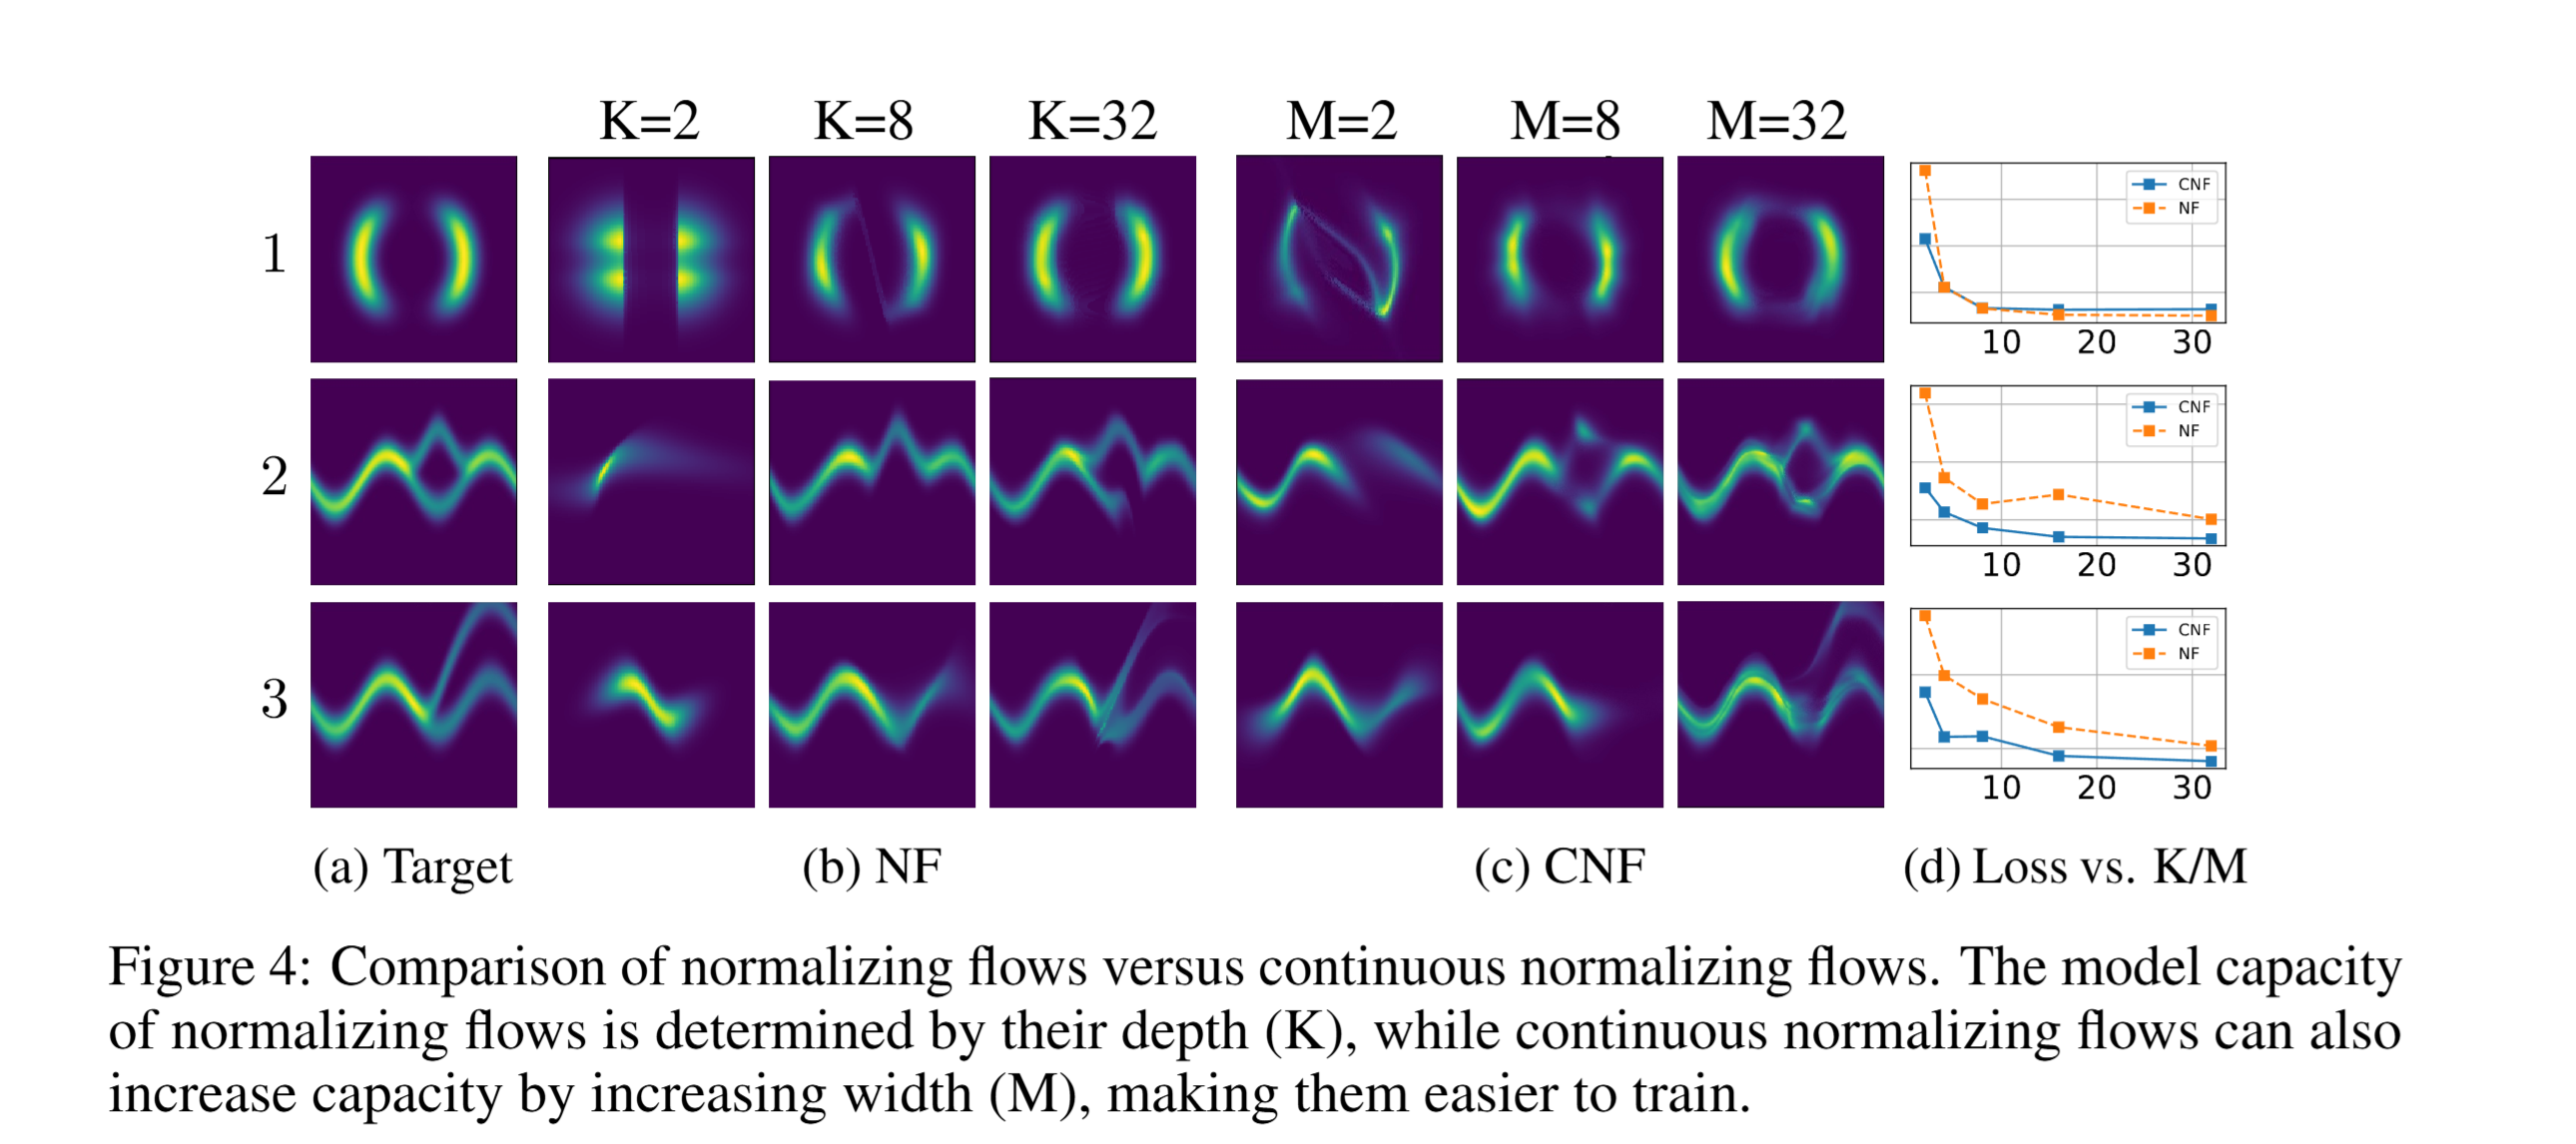 K=2 K=8 K=32 M=2 M=8 M=32
1
CNF
NF
10 20 30
2
CNF
NF
10 20 30
3
CNF
NF
10 20 30
(a) Target (b) NF (c) CNF (d) Loss vs. K/M
Figure 4: Comparison of normalizing flows versus continuous normalizing flows. The model capacity
of normalizing flows is determined by their depth (K), while continuous normalizing flows can also
increase capacity by increasing width (M), making them easier to train.